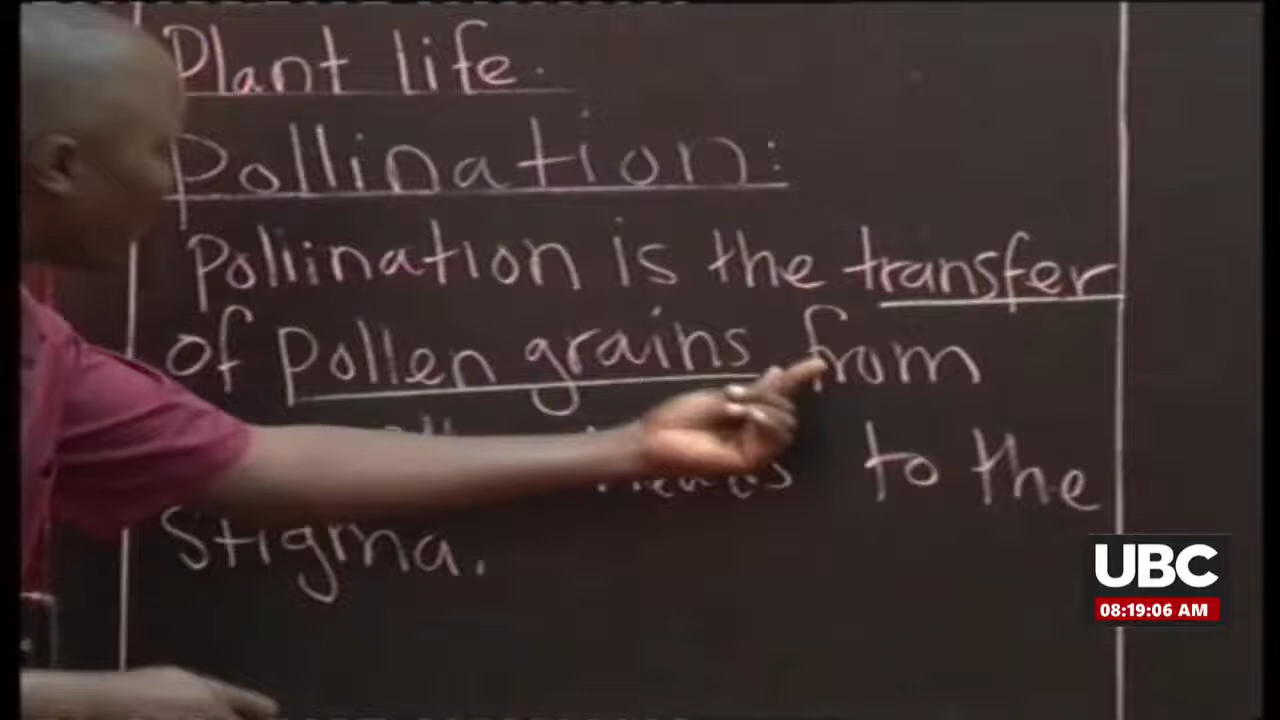 Plant life.
Pollination:
Pollination is the transfer
of pollen grains from
to the
Stigma.
UBC
08:19:06 AM